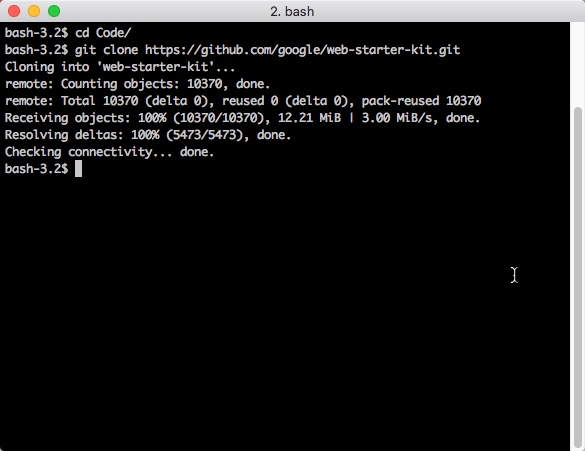 2. bash
bash-3.2$ cd Code/
bash-3.2$ git clone https://github.com/google/web-starter-kit.git
Cloning into 'web-starter-kit'...
remote: Counting objects: 10370, done.
remote: Total 10370 (delta 0), reused 0 (delta 0), pack-reused 10370
Receiving objects: 100% (10370/10370), 12.21 MiB | 3.00 MiB/s, done.
Resolving deltas: 100% (5473/5473), done.
Checking connectivity... done.
bash-3.2$